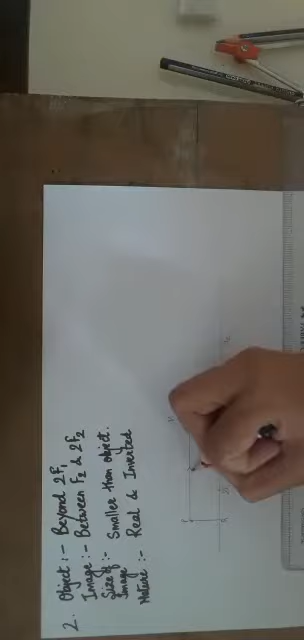 2. Object :- Beyond 2F₁
Image :- Between F₂ & 2F₂
Size of Image :- Smaller than object.
Nature :- Real & Inverted